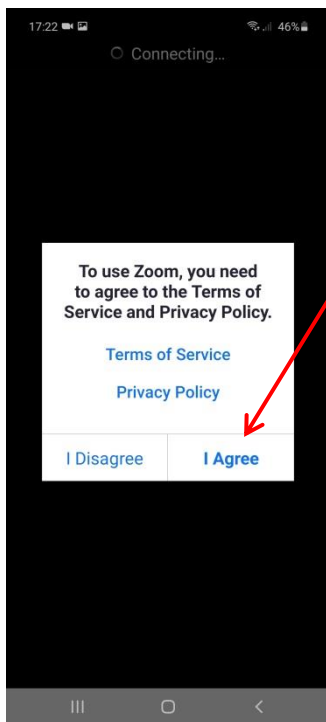 17:22 46%
Connecting...
To use Zoom, you need
to agree to the Terms of
Service and Privacy Policy.
Terms of Service
Privacy Policy
I Disagree I Agree